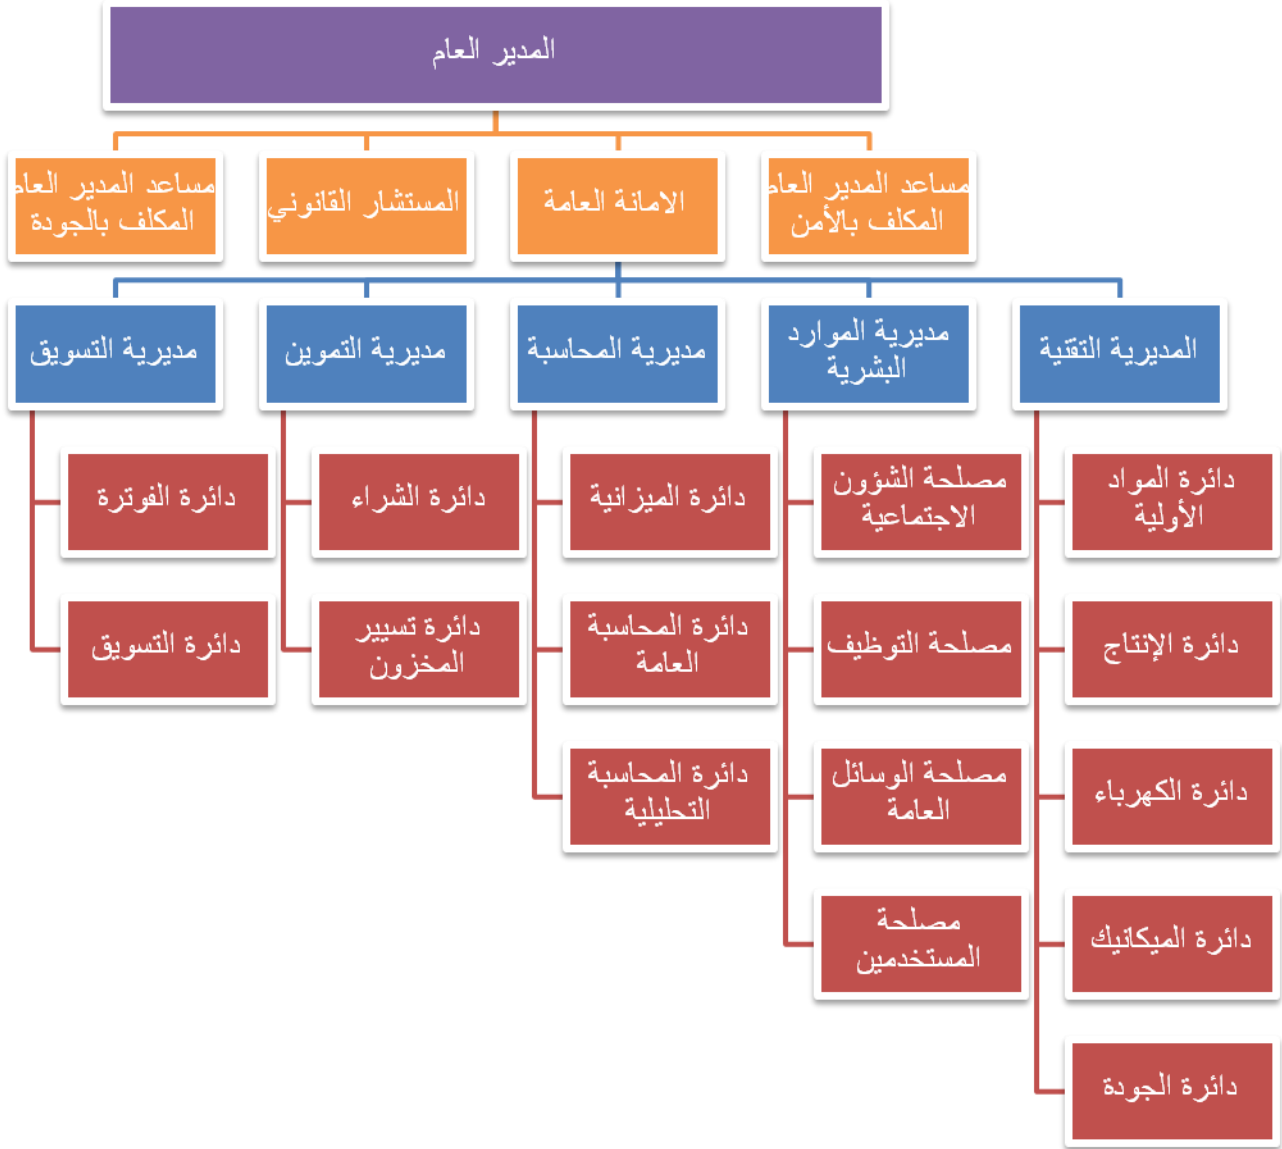 المدير العام
مساعد المدير العام
المكلف بالأمن
الامانة العامة
المستشار القانوني
مساعد المدير العام
المكلف بالجودة
المديرية التقنية
مديرية الموارد
البشرية
مديرية المحاسبة
مديرية التموين
مديرية التسويق
دائرة المواد
الأولية
دائرة الإنتاج
دائرة الكهرباء
دائرة الميكانيك
دائرة الجودة
مصلحة الشؤون
الاجتماعية
مصلحة التوظيف
مصلحة الوسائل
العامة
مصلحة
المستخدمين
دائرة الميزانية
دائرة المحاسبة
العامة
دائرة المحاسبة
التحليلية
دائرة الشراء
دائرة تسيير
المخزون
دائرة الفوترة
دائرة التسويق